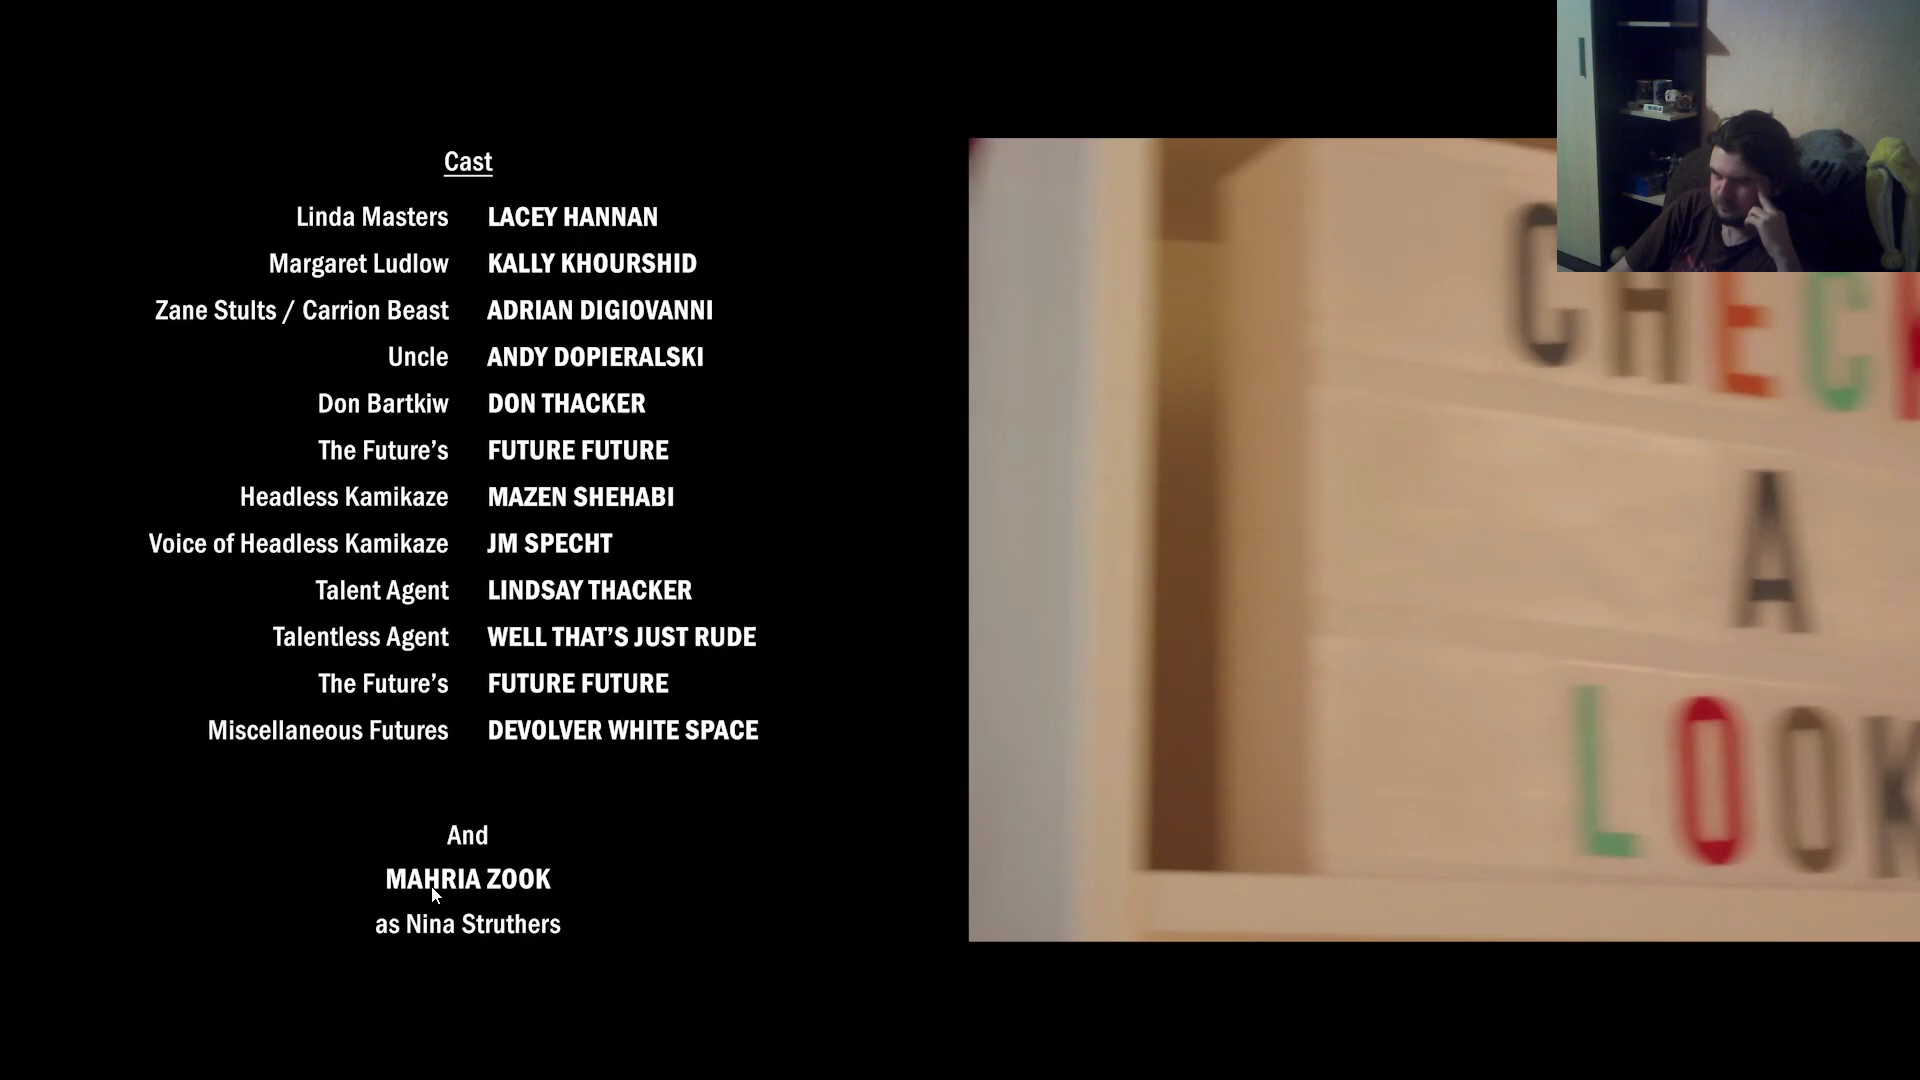 Cast
Linda Masters LACEY HANNAN
Margaret Ludlow KALLY KHOURSHID
Zane Stults / Carrion Beast ADRIAN DIGIOVANNI
Uncle ANDY DOPIERALSKI
Don Bartkiw DON THACKER
The Future’s FUTURE FUTURE
Headless Kamikaze MAZEN SHEHABI
Voice of Headless Kamikaze JM SPECHT
Talent Agent LINDSAY THACKER
Talentless Agent WELL THAT’S JUST RUDE
The Future’s FUTURE FUTURE
Miscellaneous Futures DEVOLVER WHITE SPACE
And
MAHRIA ZOOK
as Nina Struthers
CHECK
A
LOOK